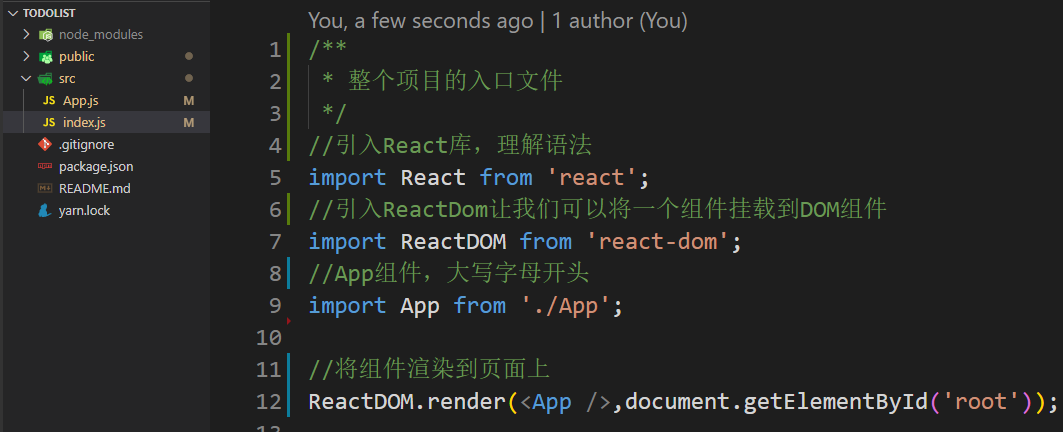 TODOLIST
node_modules
public
src
JS App.js M
JS index.js M
.gitignore
package.json
README.md
yarn.lock
You, a few seconds ago | 1 author (You)
1 /**
2  * 整个项目的入口文件
3  */
4 //引入React库，理解语法
5 import React from 'react';
6 //引入ReactDom让我们可以将一个组件挂载到DOM组件
7 import ReactDOM from 'react-dom';
8 //App组件，大写字母开头
9 import App from './App';
10
11 //将组件渲染到页面上
12 ReactDOM.render(<App />,document.getElementById('root'));